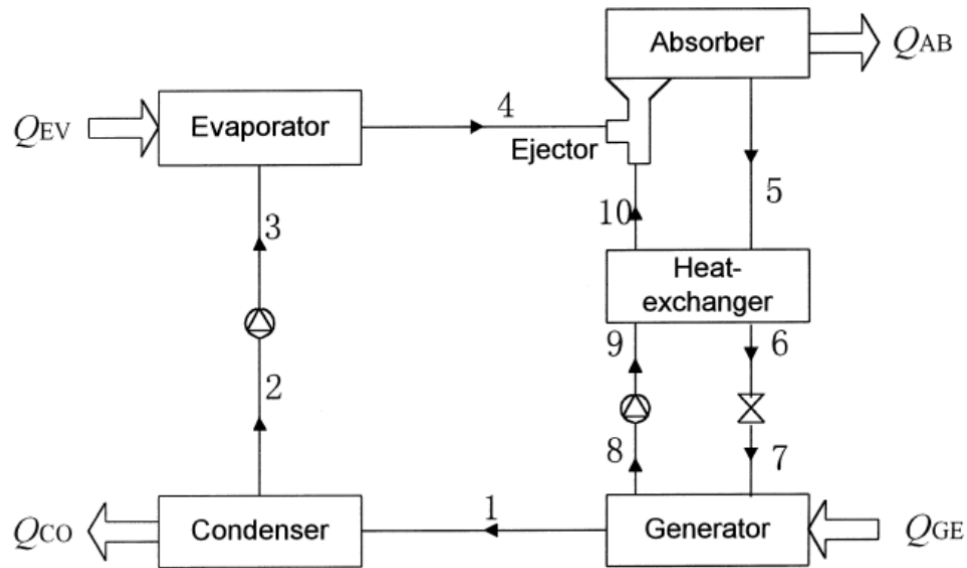 Absorber
QAB
QEV
Evaporator
4
Ejector
5
10
3
Heat-
exchanger
9
6
2
8
7
1
QCO
Condenser
Generator
QGE